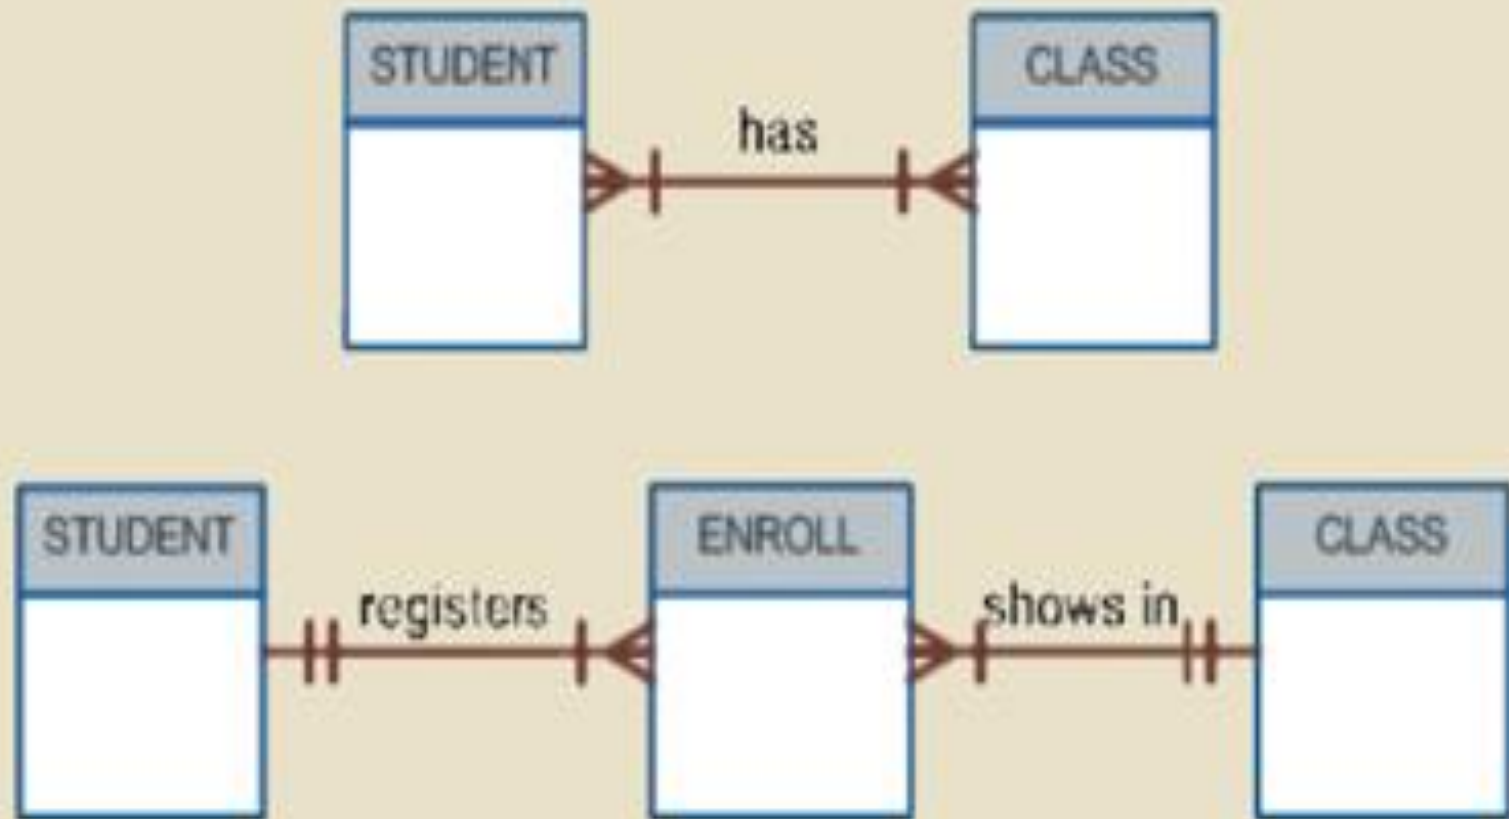 STUDENT
CLASS
has
STUDENT
ENROLL
CLASS
registers
shows in